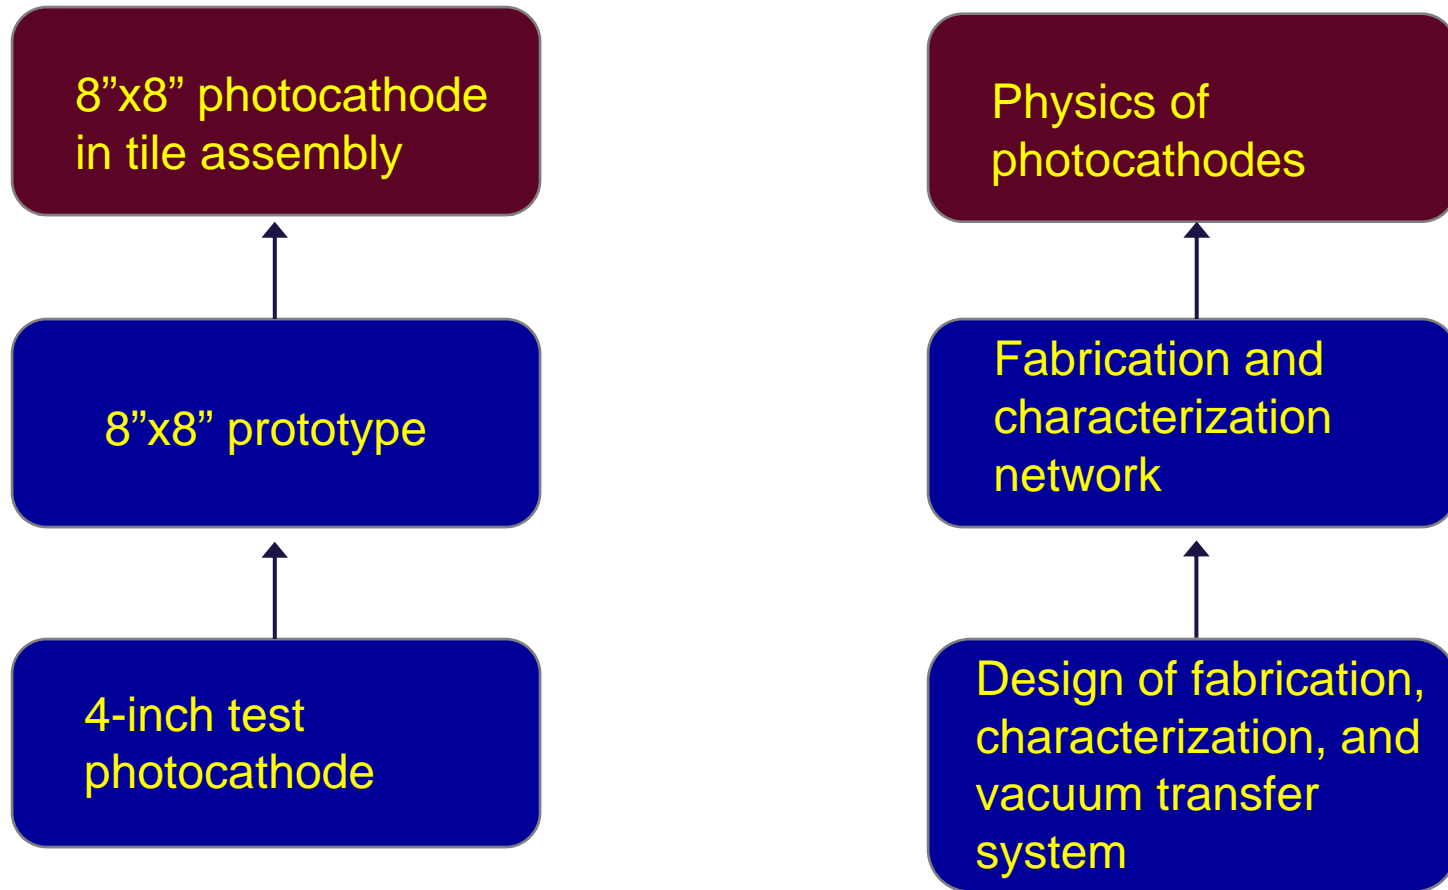 8”x8” photocathode
in tile assembly
8”x8” prototype
4-inch test
photocathode
Physics of
photocathodes
Fabrication and
characterization
network
Design of fabrication,
characterization, and
vacuum transfer
system